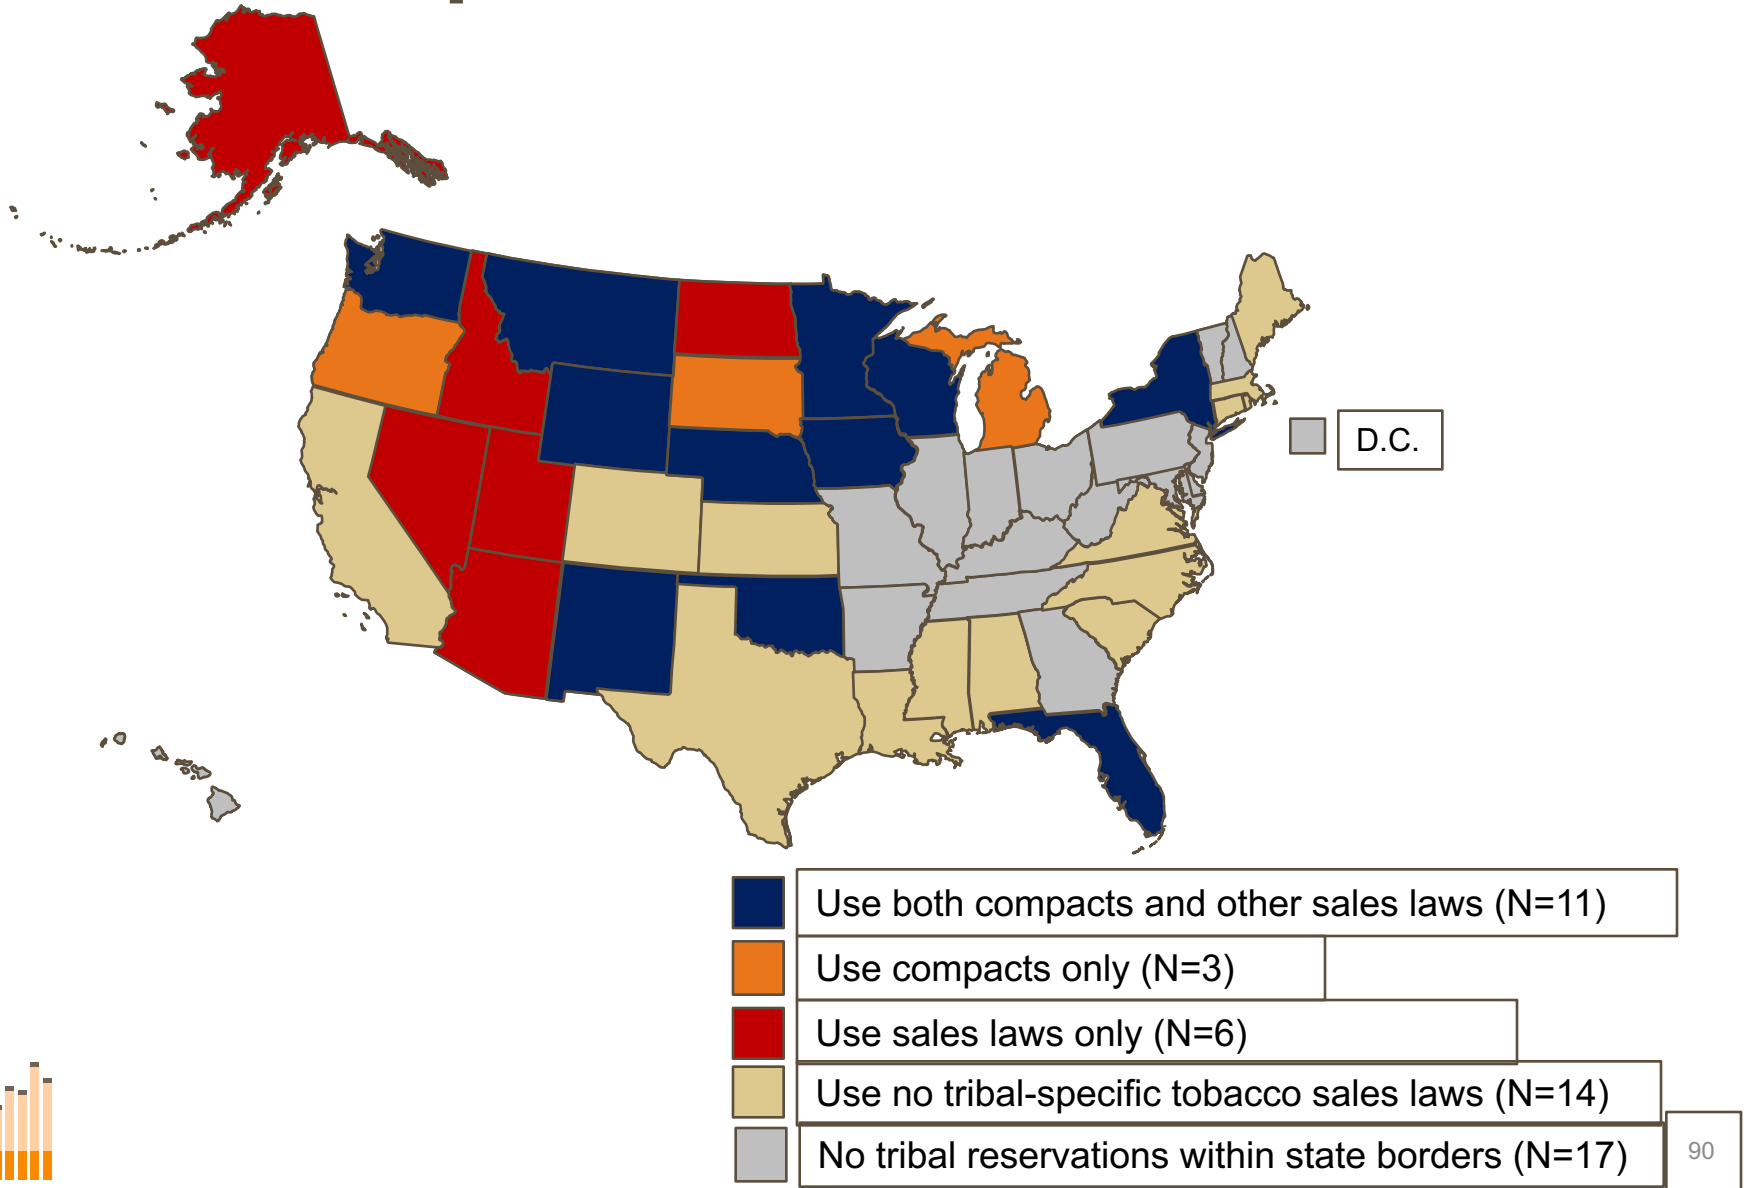 D.C.
Use both compacts and other sales laws (N=11)
Use compacts only (N=3)
Use sales laws only (N=6)
Use no tribal-specific tobacco sales laws (N=14)
No tribal reservations within state borders (N=17)
90